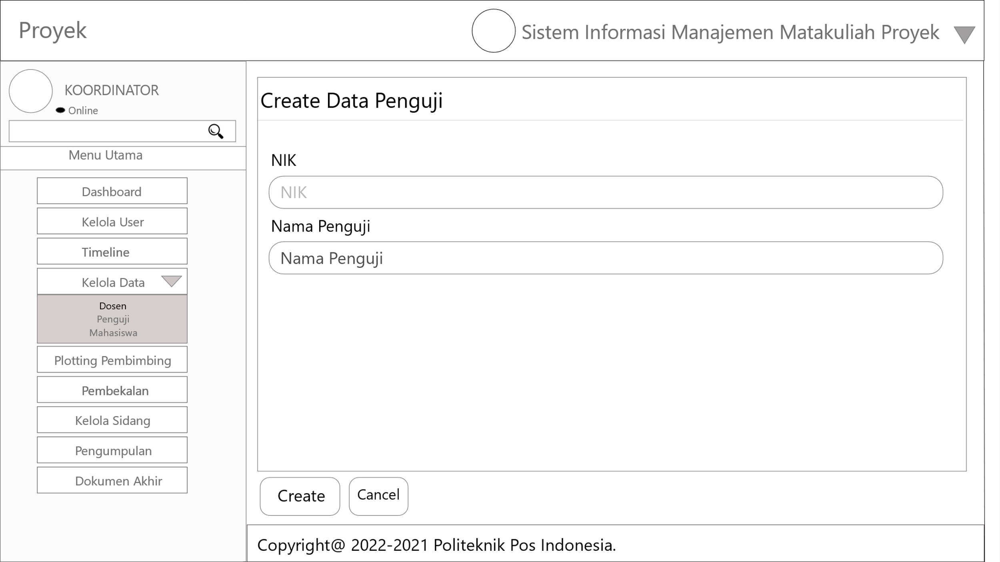 Proyek
Sistem Informasi Manajemen Matakuliah Proyek
KOORDINATOR
Online
Menu Utama
Dashboard
Kelola User
Timeline
Kelola Data
Dosen
Penguji
Mahasiswa
Plotting Pembimbing
Pembekalan
Kelola Sidang
Pengumpulan
Dokumen Akhir
Create Data Penguji
NIK
NIK
Nama Penguji
Nama Penguji
Create
Cancel
Copyright@ 2022-2021 Politeknik Pos Indonesia.